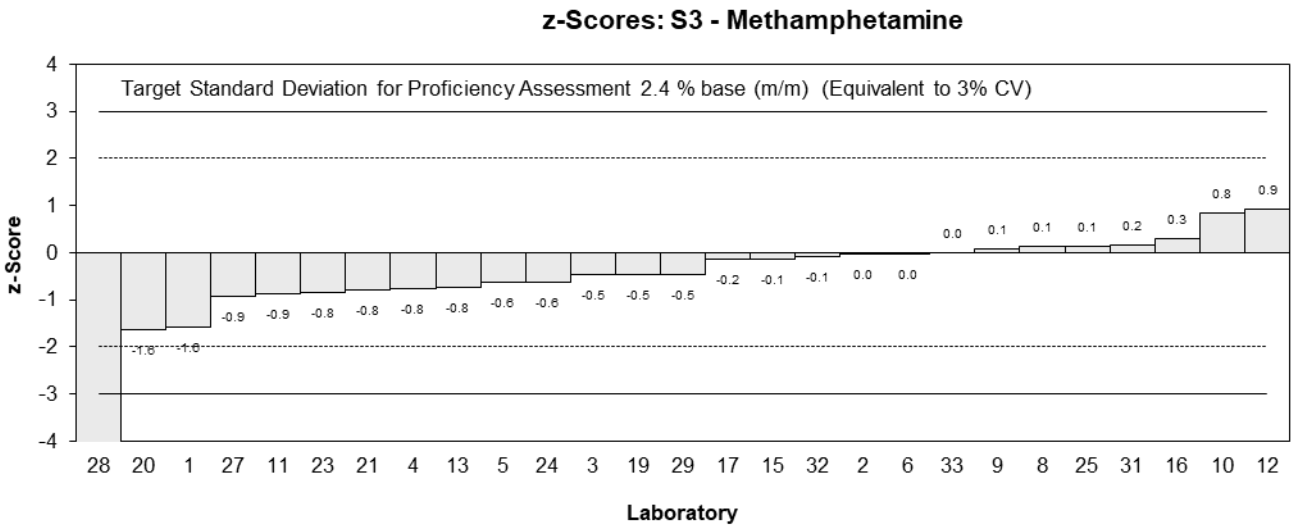 z-Scores: S3 - Methamphetamine
4
Target Standard Deviation for Proficiency Assessment 2.4 % base (m/m) (Equivalent to 3% CV)
3
2
1
0
-1
-2
-3
-4
z-Score
-1.6 -1.6 -0.9 -0.9 -0.8 -0.8 -0.8 -0.8 -0.6 -0.6 -0.5 -0.5 -0.5 -0.2 -0.1 -0.1 0.0 0.0 0.0 0.1 0.1 0.1 0.2 0.3 0.8 0.9
28 20 1 27 11 23 21 4 13 5 24 3 19 29 17 15 32 2 6 33 9 8 25 31 16 10 12
Laboratory